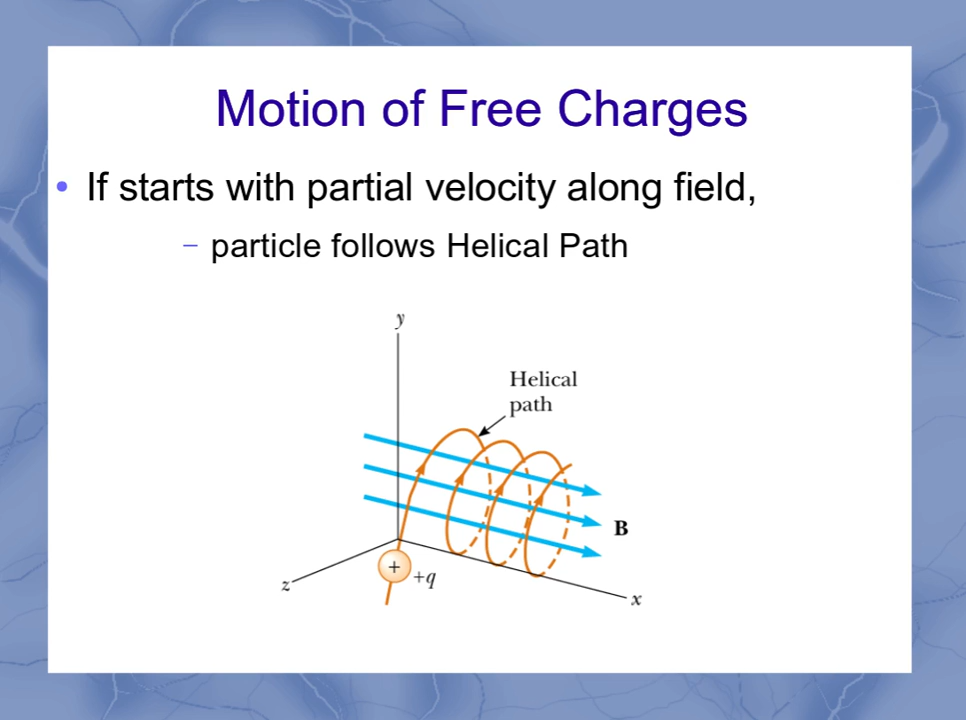 Motion of Free Charges
• If starts with partial velocity along field,
– particle follows Helical Path
y
Helical
path
B
+
+q
z
x